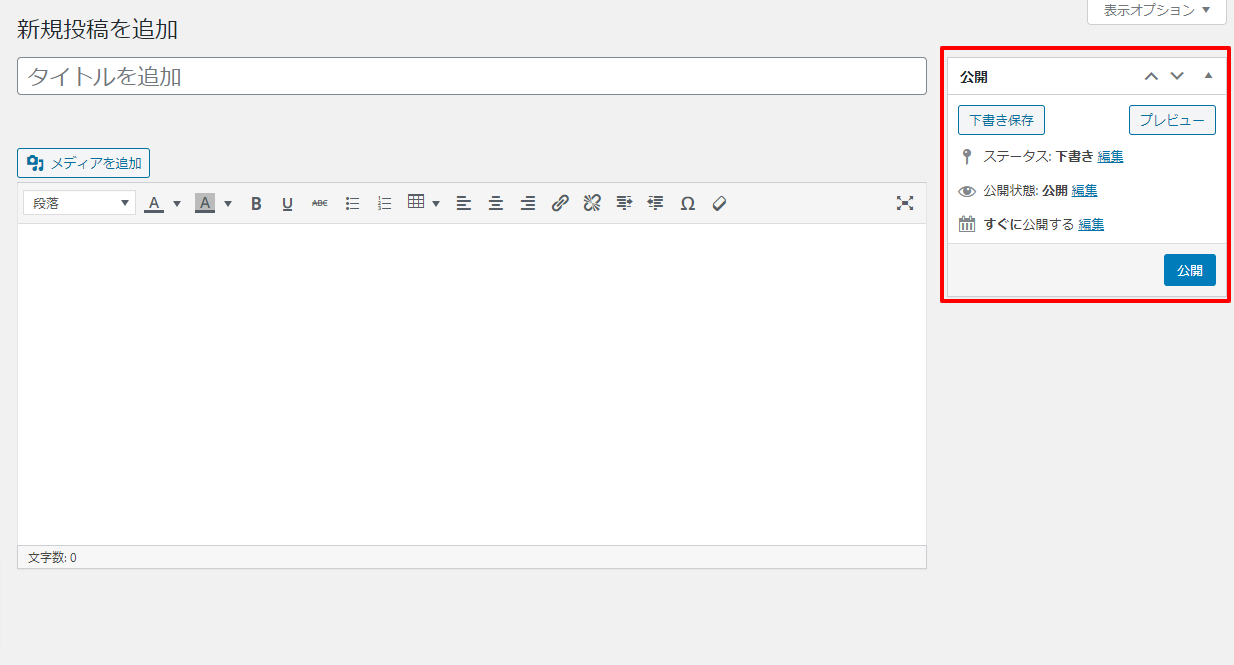 表示オプション ▼
新規投稿を追加
タイトルを追加
公開
下書き保存
プレビュー
ステータス: 下書き 編集
公開状態: 公開 編集
すぐに公開する 編集
公開
メディアを追加
段落 A A B U ABC Ω
文字数: 0